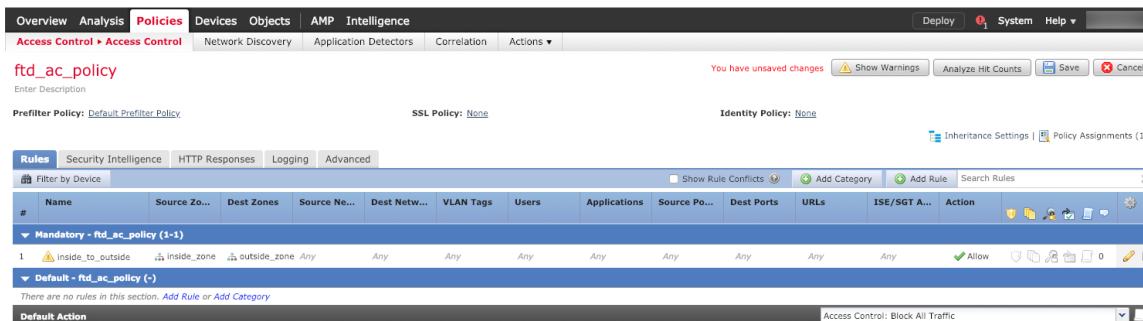 Overview Analysis Policies Devices Objects AMP Intelligence Deploy 1 System Help
Access Control ▸ Access Control Network Discovery Application Detectors Correlation Actions
ftd_ac_policy You have unsaved changes Show Warnings Analyze Hit Counts Save Cancel
Enter Description
Prefilter Policy: Default Prefilter Policy SSL Policy: None Identity Policy: None
Inheritance Settings | Policy Assignments (1
Rules Security Intelligence HTTP Responses Logging Advanced
Filter by Device Show Rule Conflicts Add Category Add Rule Search Rules
# Name Source Zo... Dest Zones Source Ne... Dest Netw... VLAN Tags Users Applications Source Po... Dest Ports URLs ISE/SGT A... Action
Mandatory - ftd_ac_policy (1-1)
1 inside_to_outside inside_zone outside_zone Any Any Any Any Any Any Any Any Any Allow 0
Default - ftd_ac_policy (-)
There are no rules in this section. Add Rule or Add Category
Default Action Access Control: Block All Traffic